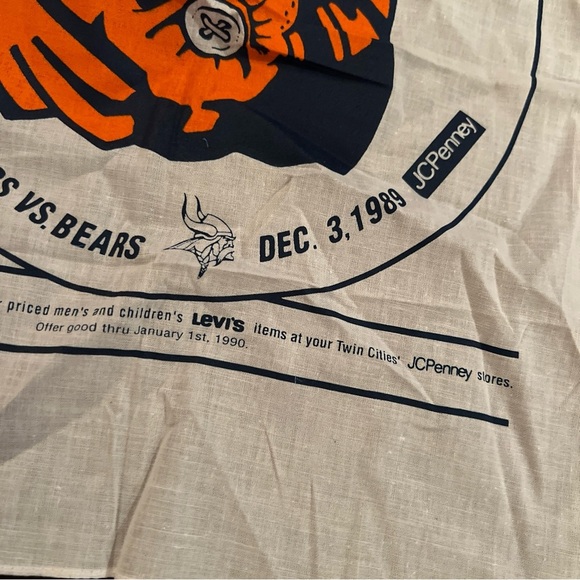 VS. BEARS DEC. 3, 1989 JCPenney
priced men's and children's Levi's items at your Twin Cities' JCPenney stores.
Offer good thru January 1st, 1990.